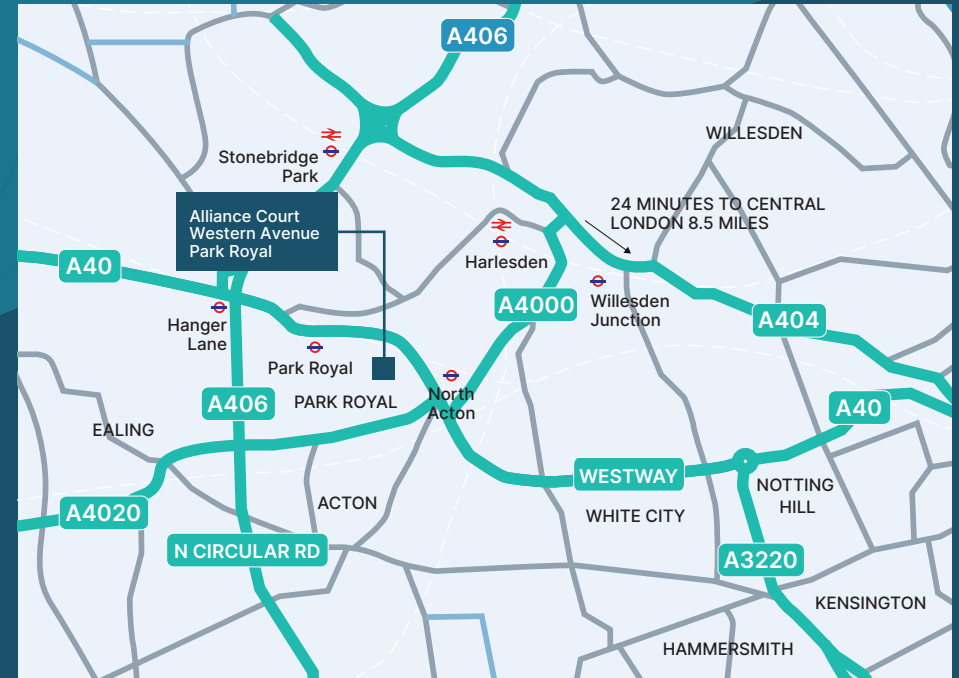 A406
WILLESDEN
Stonebridge
Park
24 MINUTES TO CENTRAL
LONDON 8.5 MILES
Alliance Court
Western Avenue
Park Royal
A40
Harlesden
A4000
Willesden
Junction
A404
Hanger
Lane
Park Royal
PARK ROYAL
North
Acton
A406
A40
EALING
WESTWAY
NOTTING
HILL
A4020
ACTON
WHITE CITY
N CIRCULAR RD
A3220
KENSINGTON
HAMMERSMITH